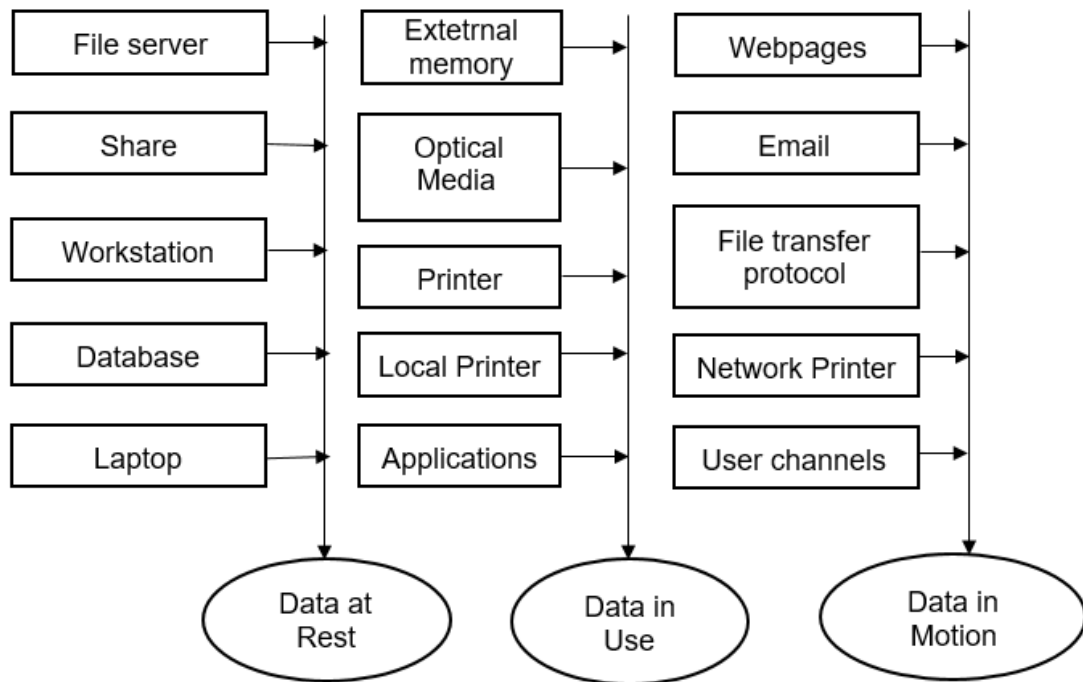 File server
Share
Workstation
Database
Laptop
Data at
Rest
Extetrnal
memory
Optical
Media
Printer
Local Printer
Applications
Data in
Use
Webpages
Email
File transfer
protocol
Network Printer
User channels
Data in
Motion